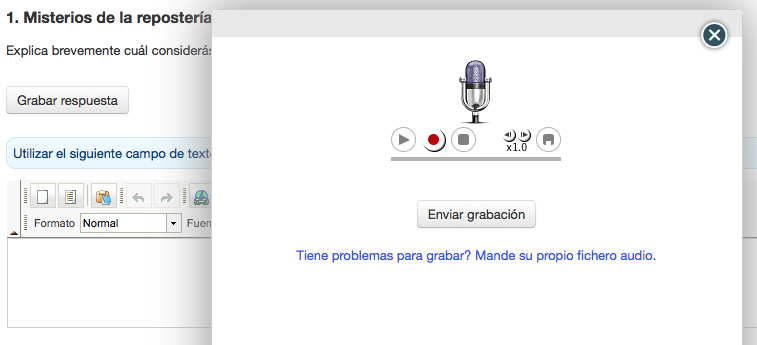 1. Misterios de la repostería
Explica brevemente cuál considerás
Grabar respuesta
Utilizar el siguiente campo de texto
Formato Normal Fuen
x1.0
Enviar grabación
Tiene problemas para grabar? Mande su propio fichero audio.